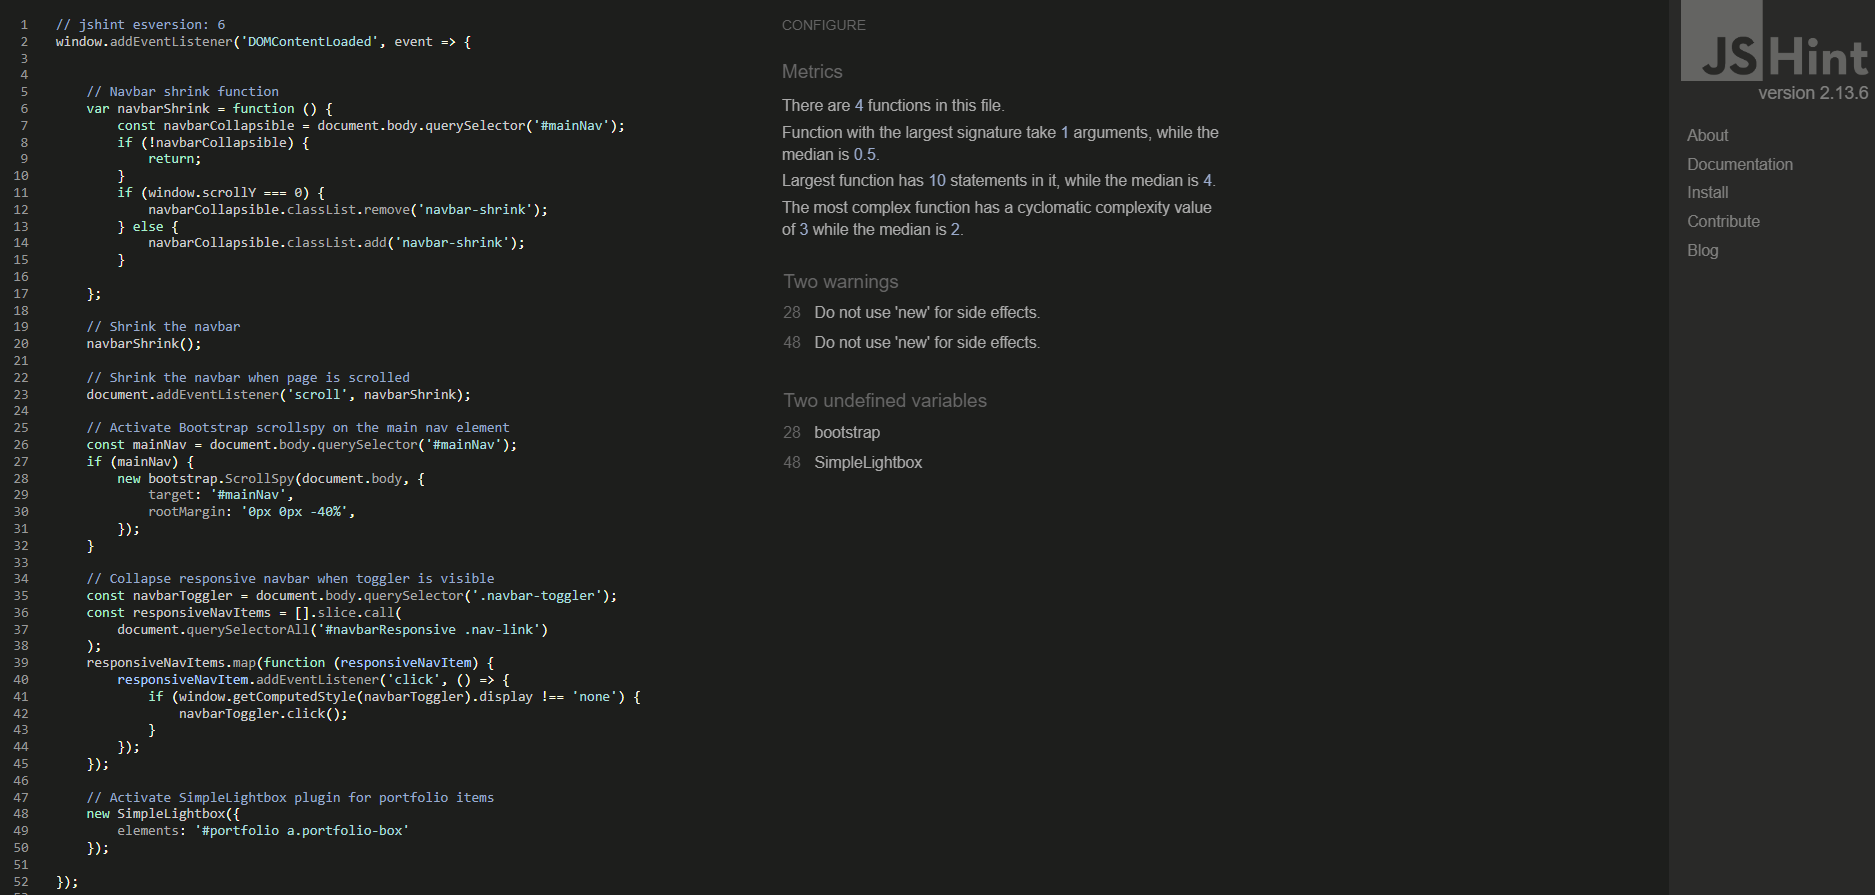 1 // jshint esversion: 6
2 window.addEventListener('DOMContentLoaded', event => {
3
4
5 // Navbar shrink function
6 var navbarShrink = function () {
7 const navbarCollapsible = document.body.querySelector('#mainNav');
8 if (!navbarCollapsible) {
9 return;
10 }
11 if (window.scrollY === 0) {
12 navbarCollapsible.classList.remove('navbar-shrink');
13 } else {
14 navbarCollapsible.classList.add('navbar-shrink');
15 }
16
17 };
18
19 // Shrink the navbar
20 navbarShrink();
21
22 // Shrink the navbar when page is scrolled
23 document.addEventListener('scroll', navbarShrink);
24
25 // Activate Bootstrap scrollspy on the main nav element
26 const mainNav = document.body.querySelector('#mainNav');
27 if (mainNav) {
28 new bootstrap.ScrollSpy(document.body, {
29 target: '#mainNav',
30 rootMargin: '0px 0px -40%',
31 });
32 }
33
34 // Collapse responsive navbar when toggler is visible
35 const navbarToggler = document.body.querySelector('.navbar-toggler');
36 const responsiveNavItems = [].slice.call(
37 document.querySelectorAll('#navbarResponsive .nav-link')
38 );
39 responsiveNavItems.map(function (responsiveNavItem) {
40 responsiveNavItem.addEventListener('click', () => {
41 if (window.getComputedStyle(navbarToggler).display !== 'none') {
42 navbarToggler.click();
43 }
44 });
45 });
46
47 // Activate SimpleLightbox plugin for portfolio items
48 new SimpleLightbox({
49 elements: '#portfolio a.portfolio-box'
50 });
51
52 });
CONFIGURE
Metrics
There are 4 functions in this file.
Function with the largest signature take 1 arguments, while the
median is 0.5.
Largest function has 10 statements in it, while the median is 4.
The most complex function has a cyclomatic complexity value
of 3 while the median is 2.
Two warnings
28 Do not use 'new' for side effects.
48 Do not use 'new' for side effects.
Two undefined variables
28 bootstrap
48 SimpleLightbox
JSHint
version 2.13.6
About
Documentation
Install
Contribute
Blog